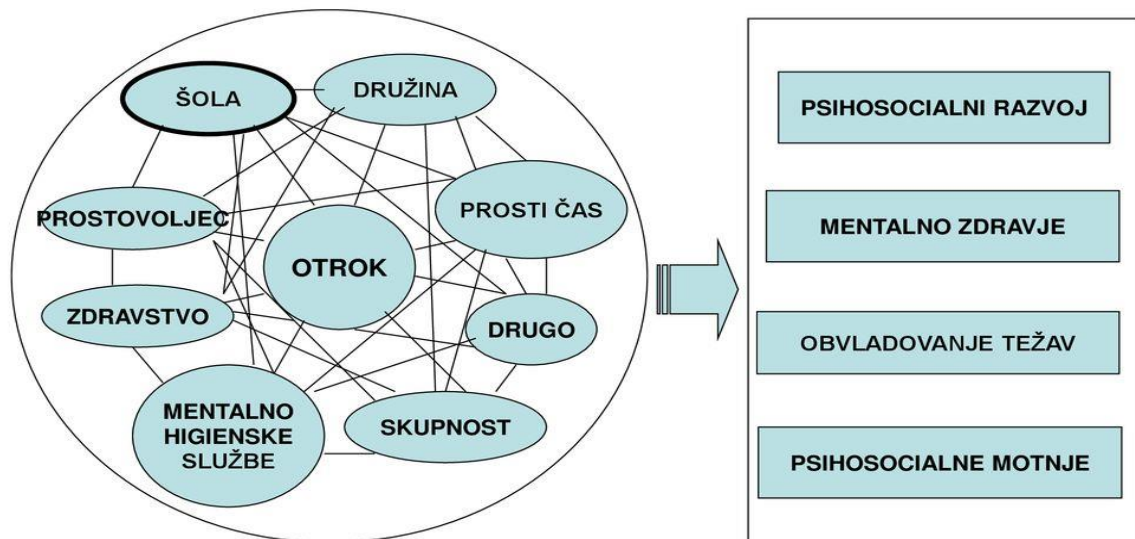 ŠOLA
DRUŽINA
PROSTOVOLJEC
PROSTI ČAS
OTROK
ZDRAVSTVO
DRUGO
MENTALNO
HIGIENSKE
SLUŽBE
SKUPNOST
PSIHOSOCIALNI RAZVOJ
MENTALNO ZDRAVJE
OBVLADOVANJE TEŽAV
PSIHOSOCIALNE MOTNJE